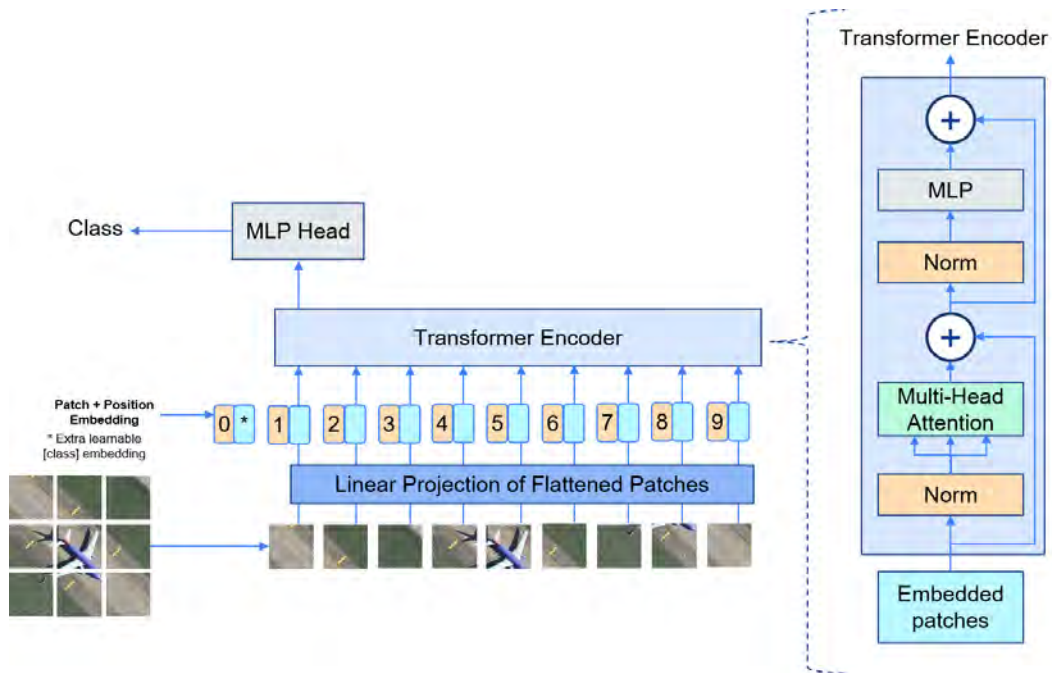 Transformer Encoder
+
MLP
Norm
+
Multi-Head
Attention
Norm
Embedded
patches
Class
MLP Head
Transformer Encoder
Patch + Position
Embedding
* Extra learnable
[class] embedding
0 * 1 2 3 4 5 6 7 8 9
Linear Projection of Flattened Patches